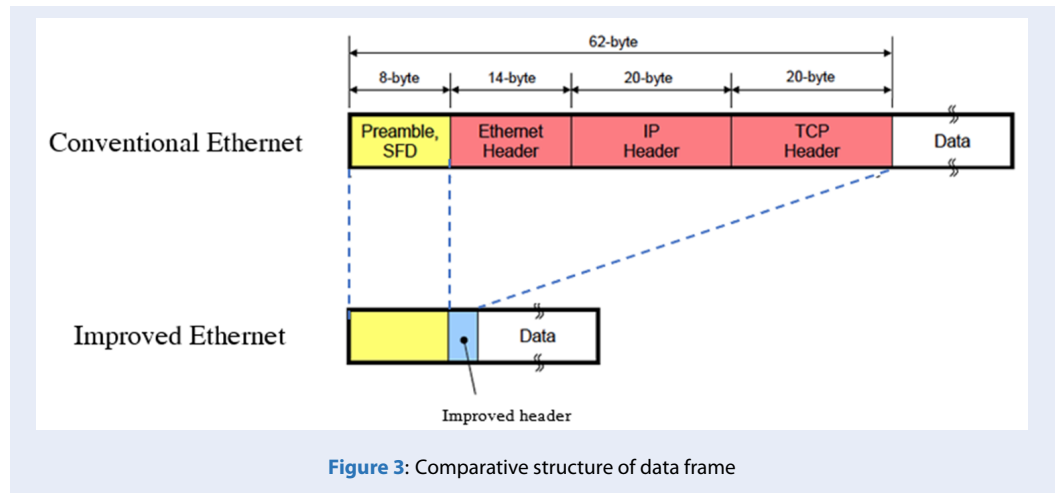 62-byte
8-byte 14-byte 20-byte 20-byte
Conventional Ethernet
Preamble,
SFD
Ethernet
Header
IP
Header
TCP
Header
Data
Improved Ethernet
Data
Improved header
Figure 3: Comparative structure of data frame